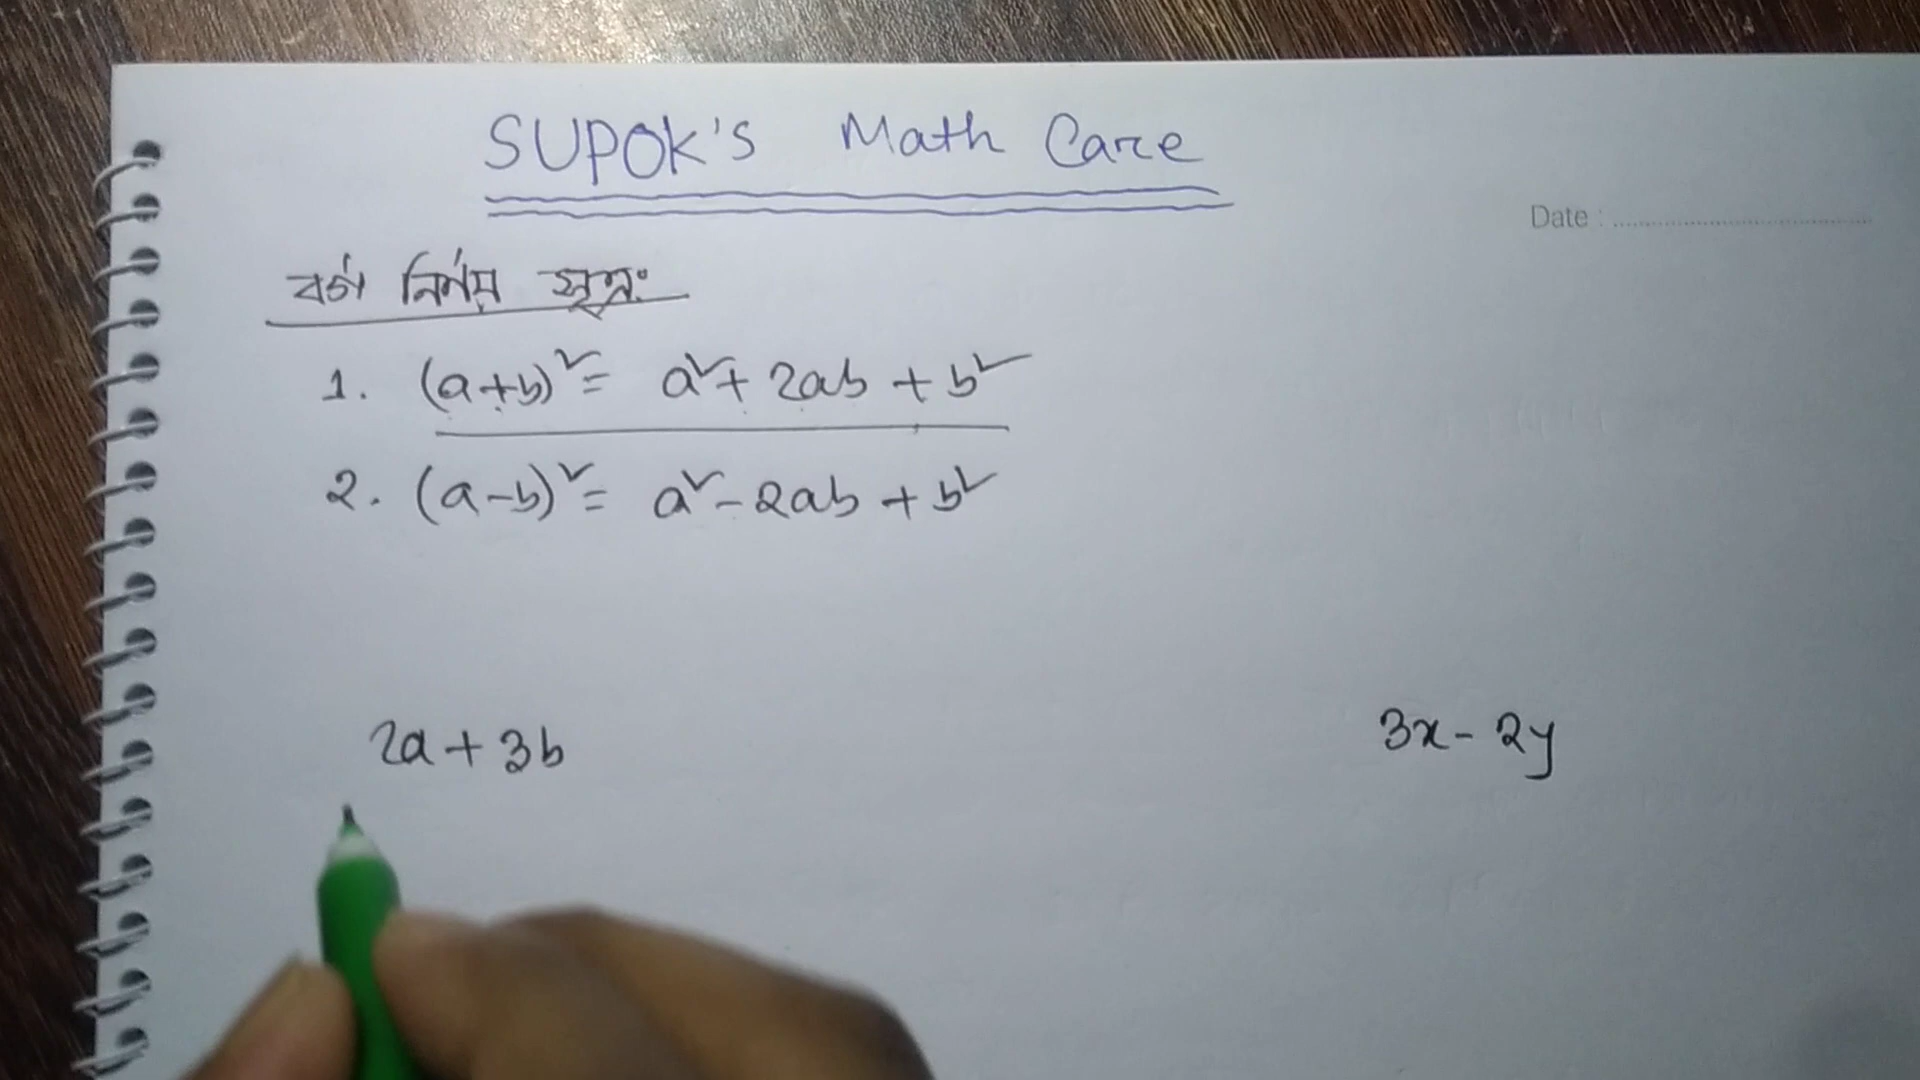 SUPOK'S Math Care
Date :
বর্গ নির্ণয় সূত্রঃ
1. (a+b)² = a² + 2ab + b²
2. (a-b)² = a² - 2ab + b²
2a + 3b
3x - 2y